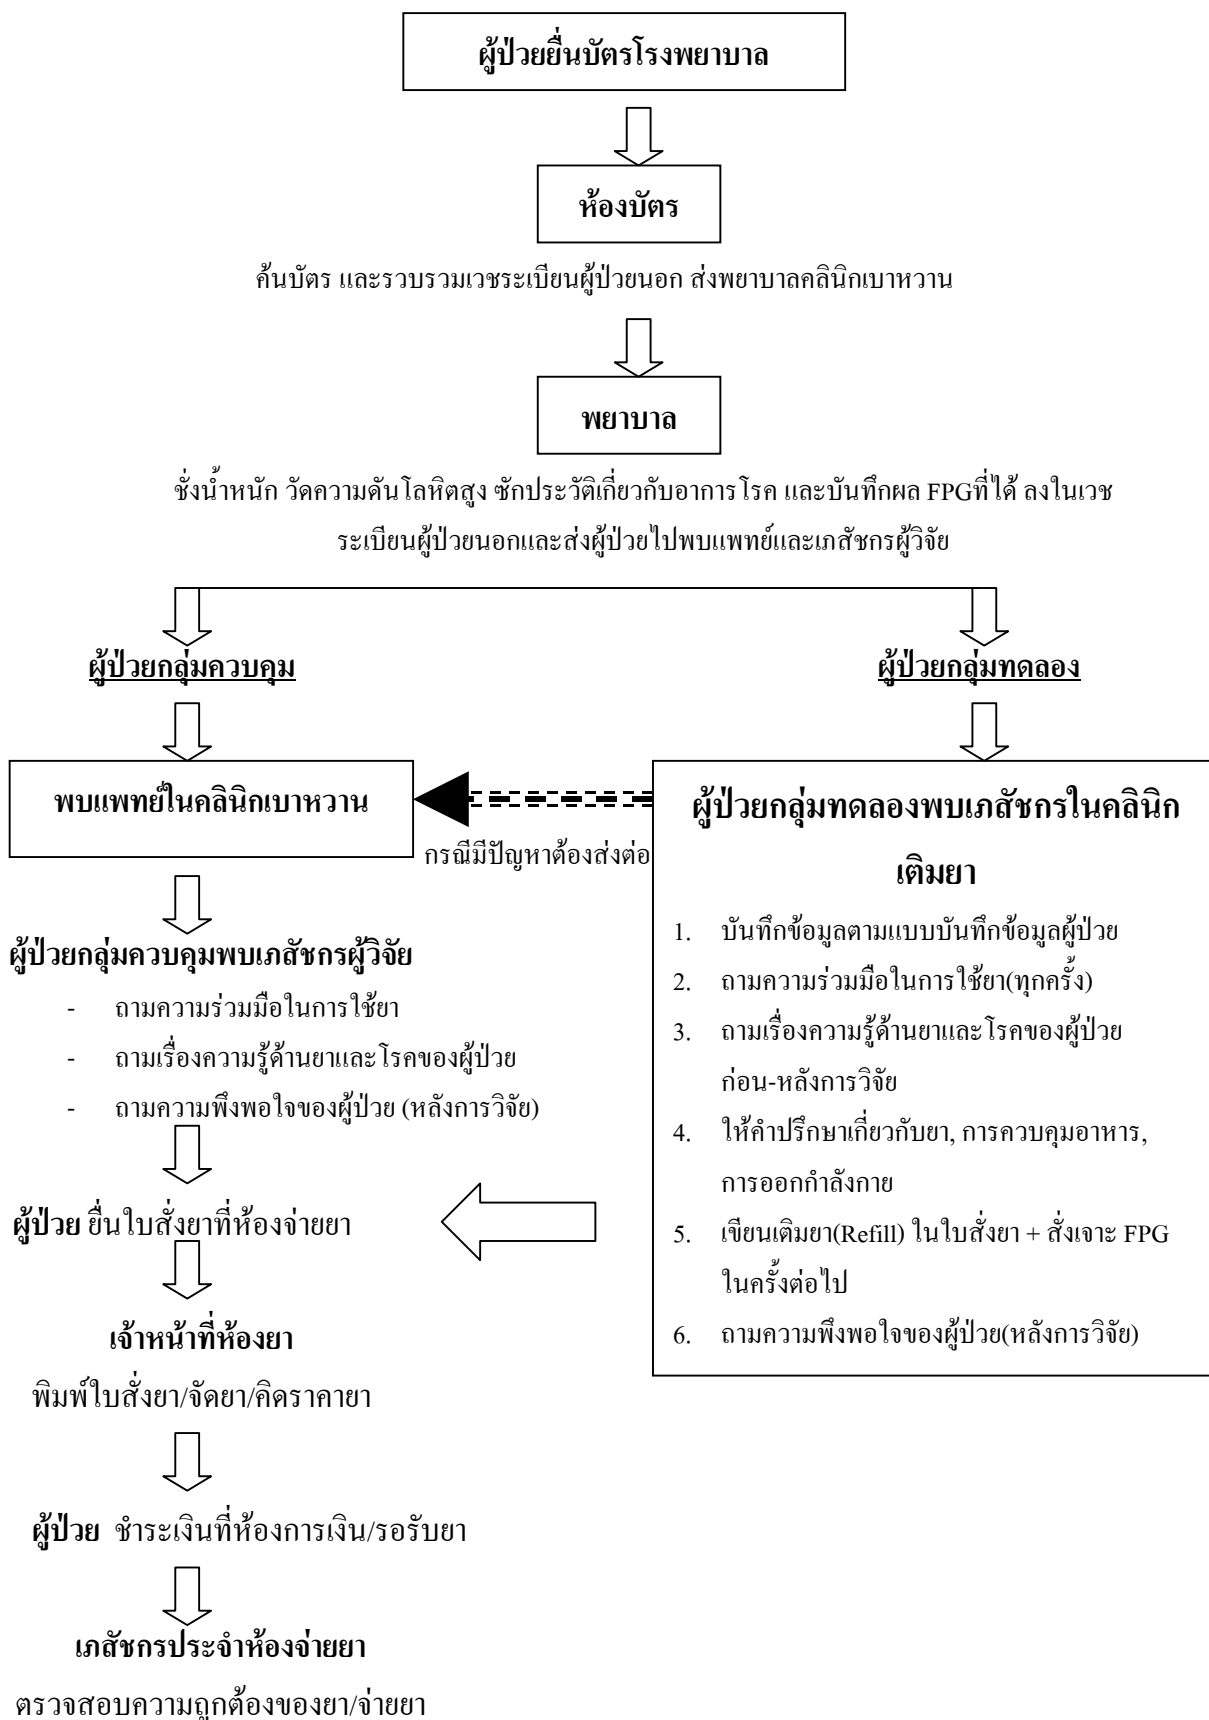 ผู้ป่วยยื่นบัตรโรงพยาบาล
ห้องบัตร
ค้นบัตร และรวบรวมเวชระเบียนผู้ป่วยนอก ส่งพยาบาลคลินิกเบาหวาน
พยาบาล
ชั่งน้ำหนัก วัดความดันโลหิตสูง ซักประวัติเกี่ยวกับอาการโรค และบันทึกผล FPGที่ได้ ลงในเวช
ระเบียนผู้ป่วยนอกและส่งผู้ป่วยไปพบแพทย์และเภสัชกรผู้วิจัย
ผู้ป่วยกลุ่มควบคุม
พบแพทย์ในคลินิกเบาหวาน
ผู้ป่วยกลุ่มควบคุมพบเภสัชกรผู้วิจัย
- ถามความร่วมมือในการใช้ยา
- ถามเรื่องความรู้ด้านยาและโรคของผู้ป่วย
- ถามความพึงพอใจของผู้ป่วย (หลังการวิจัย)
ผู้ป่วยกลุ่มทดลอง
ผู้ป่วยกลุ่มทดลองพบเภสัชกรในคลินิก
เติมยา
1. บันทึกข้อมูลตามแบบบันทึกข้อมูลผู้ป่วย
2. ถามความร่วมมือในการใช้ยา(ทุกครั้ง)
3. ถามเรื่องความรู้ด้านยาและโรคของผู้ป่วย
ก่อน-หลังการวิจัย
4. ให้คำปรึกษาเกี่ยวกับยา, การควบคุมอาหาร,
การออกกำลังกาย
5. เขียนเติมยา(Refill) ในใบสั่งยา + สั่งเจาะ FPG
ในครั้งต่อไป
6. ถามความพึงพอใจของผู้ป่วย(หลังการวิจัย)
กรณีมีปัญหาต้องส่งต่อ
ผู้ป่วย ยื่นใบสั่งยาที่ห้องจ่ายยา
เจ้าหน้าที่ห้องยา
พิมพ์ใบสั่งยา/จัดยา/คิดราคายา
ผู้ป่วย ชำระเงินที่ห้องการเงิน/รอรับยา
เภสัชกรประจำห้องจ่ายยา
ตรวจสอบความถูกต้องของยา/จ่ายยา